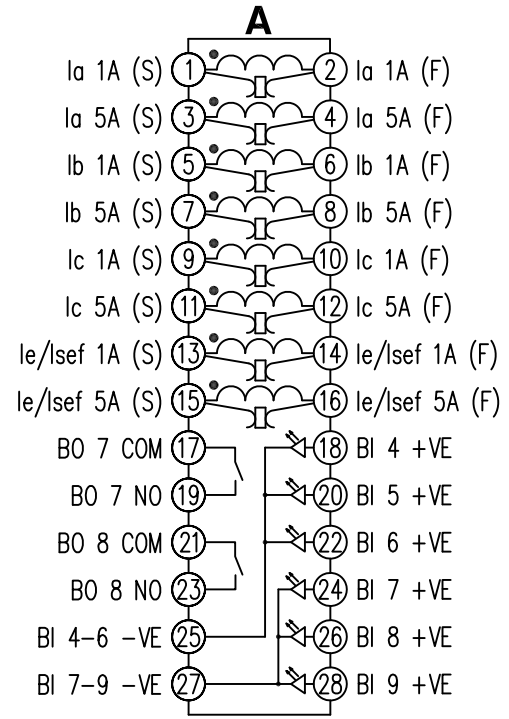 A
Ia 1A (S) 1 2 Ia 1A (F)
Ia 5A (S) 3 4 Ia 5A (F)
Ib 1A (S) 5 6 Ib 1A (F)
Ib 5A (S) 7 8 Ib 5A (F)
Ic 1A (S) 9 10 Ic 1A (F)
Ic 5A (S) 11 12 Ic 5A (F)
Ie/Isef 1A (S) 13 14 Ie/Isef 1A (F)
Ie/Isef 5A (S) 15 16 Ie/Isef 5A (F)
BO 7 COM 17 18 BI 4 +VE
BO 7 NO 19 20 BI 5 +VE
BO 8 COM 21 22 BI 6 +VE
BO 8 NO 23 24 BI 7 +VE
BI 4-6 -VE 25 26 BI 8 +VE
BI 7-9 -VE 27 28 BI 9 +VE